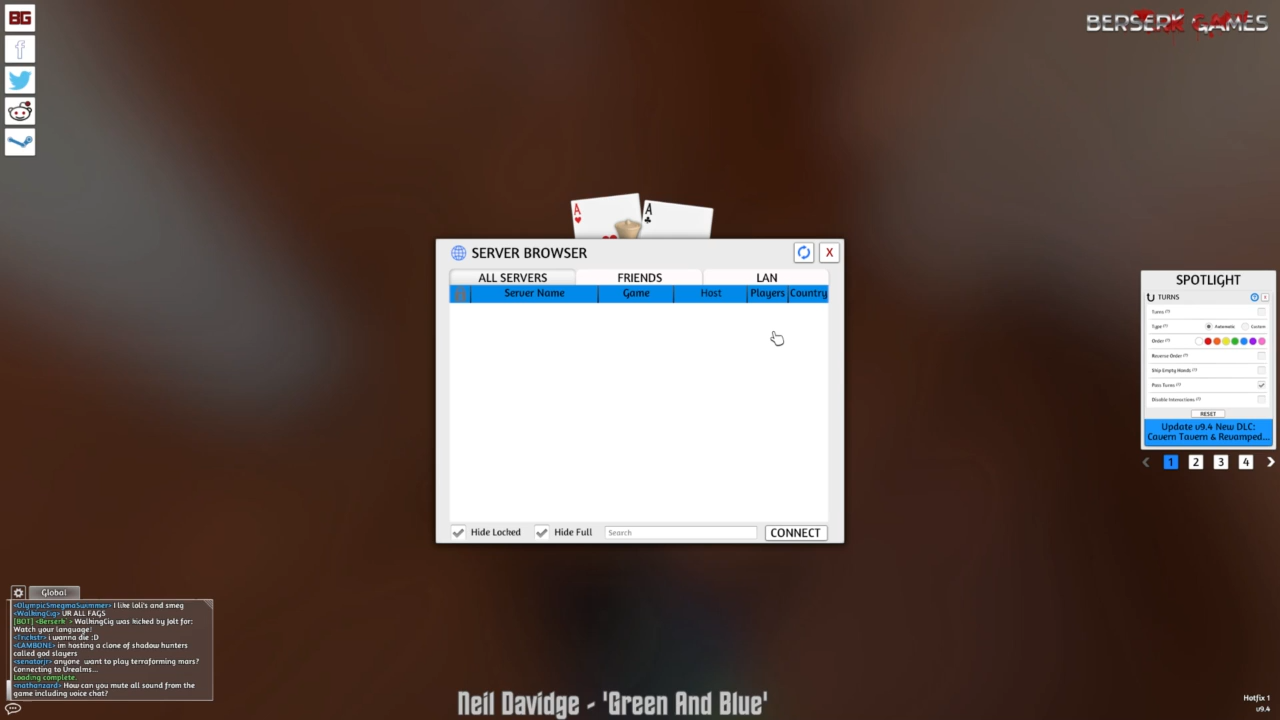 BG
BERSERK GAMES
A
A
SERVER BROWSER
X
ALL SERVERS
FRIENDS
LAN
Server Name
Game
Host
Players
Country
Hide Locked
Hide Full
Search
CONNECT
SPOTLIGHT
TURNS
?
X
Turns (?)
Type (?)
Automatic
Custom
Order (?)
Reverse Order (?)
Skip Empty Hands (?)
Pass Turns (?)
Disable Interactions (?)
RESET
Update v9.4 New DLC:
Cavern Tavern & Revamped...
< 1 2 3 4 >
Global
<OlympicSmegmaSwimmer> I like loli's and smeg
<WalkingCig> UR ALL FAGS
[BOT] <Berserk > WalkingCig was kicked by Jolt for:
Watch your language!
<Trickstr> i wanna die :D
<CAMBONE> im hosting a clone of shadow hunters
called god slayers
<senatorjr> anyone want to play terraforming mars?
Connecting to Urealms...
Loading complete.
<nathanzard> How can you mute all sound from the
game including voice chat?
Neil Davidge - 'Green And Blue'
Hotfix 1
v9.4